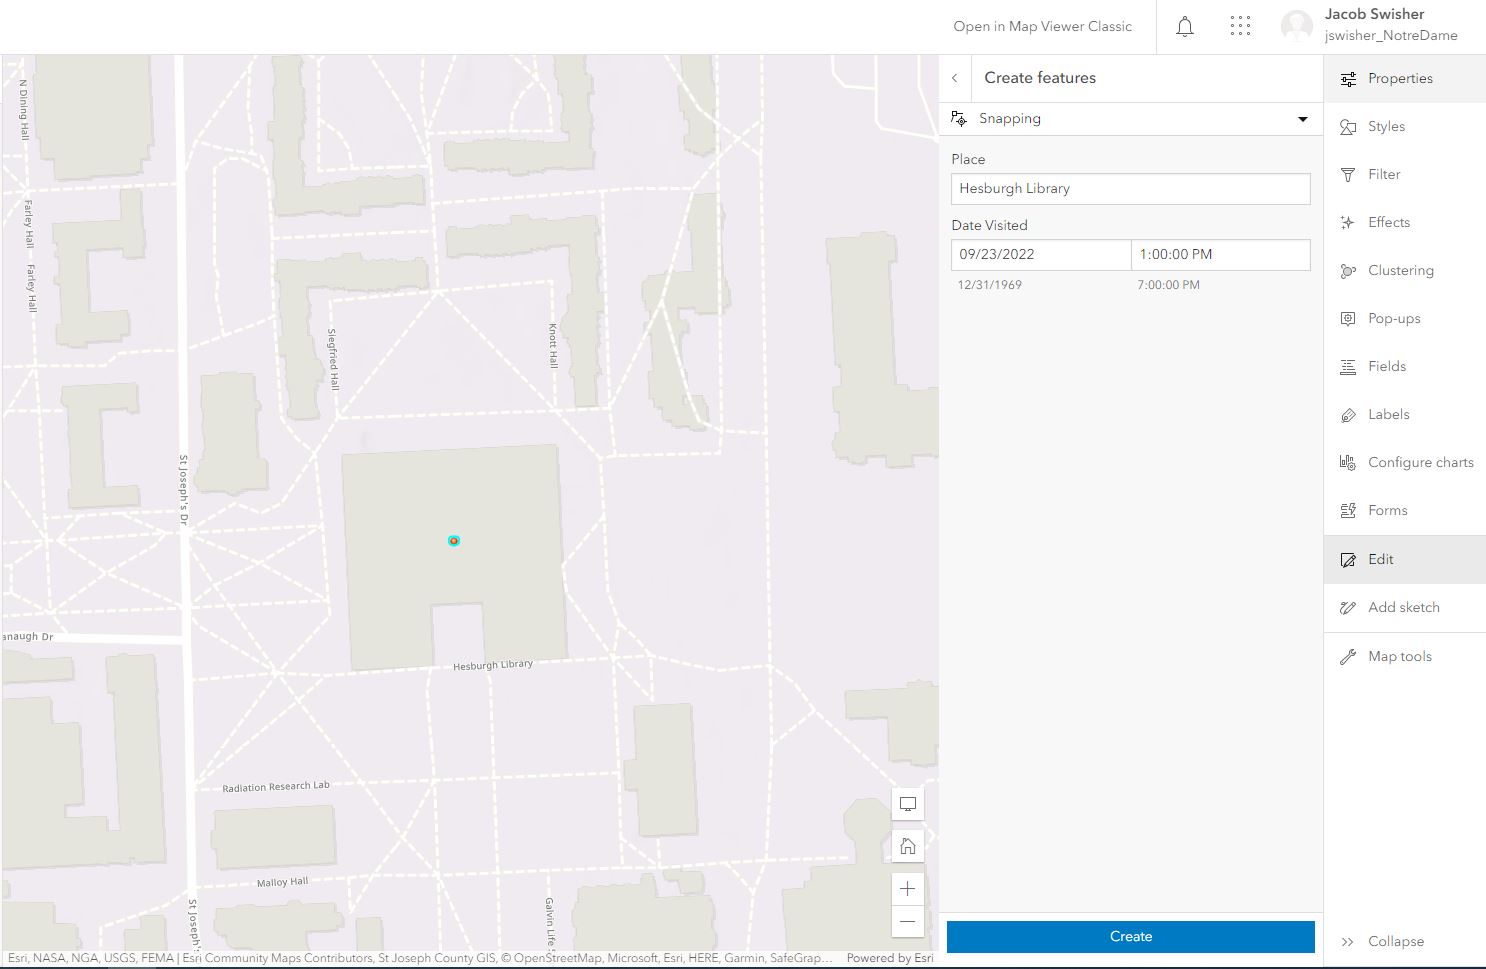 Open in Map Viewer Classic
Jacob Swisher
jswisher_NotreDame
Create features
Snapping
Place
Hesburgh Library
Date Visited
09/23/2022
1:00:00 PM
12/31/1969
7:00:00 PM
Create
Properties
Styles
Filter
Effects
Clustering
Pop-ups
Fields
Labels
Configure charts
Forms
Edit
Add sketch
Map tools
Collapse
N Dining Hall
Farley Hall
Farley Hall
Siegfried Hall
Knott Hall
St Joseph's Dr
anaugh Dr
Hesburgh Library
Radiation Research Lab
Malloy Hall
St Joseph's
Galvin Life S
Esri, NASA, NGA, USGS, FEMA | Esri Community Maps Contributors, St Joseph County GIS, © OpenStreetMap, Microsoft, Esri, HERE, Garmin, SafeGrap...
Powered by Esri